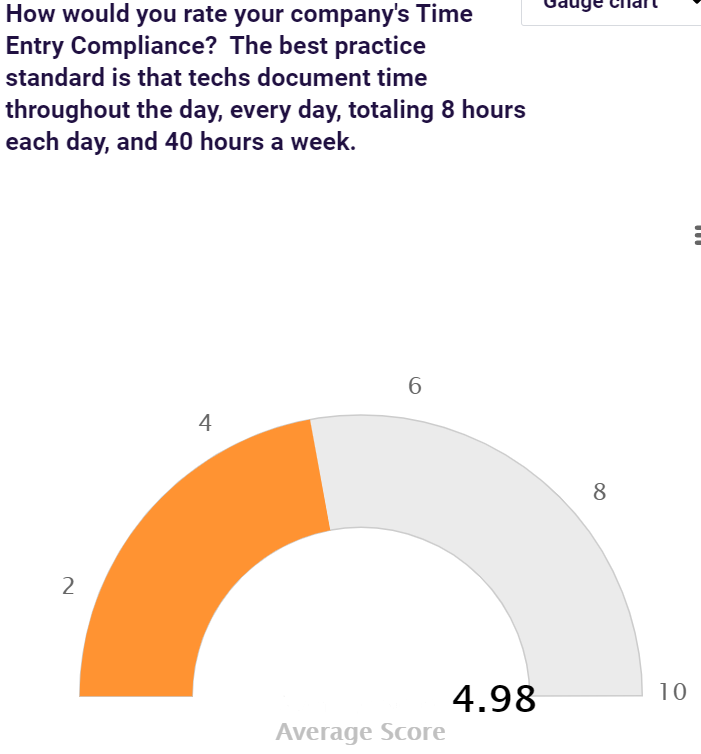 How would you rate your company's Time
Entry Compliance?  The best practice
standard is that techs document time
throughout the day, every day, totaling 8 hours
each day, and 40 hours a week.
Gauge chart
6
4
8
2
10
4.98
Average Score